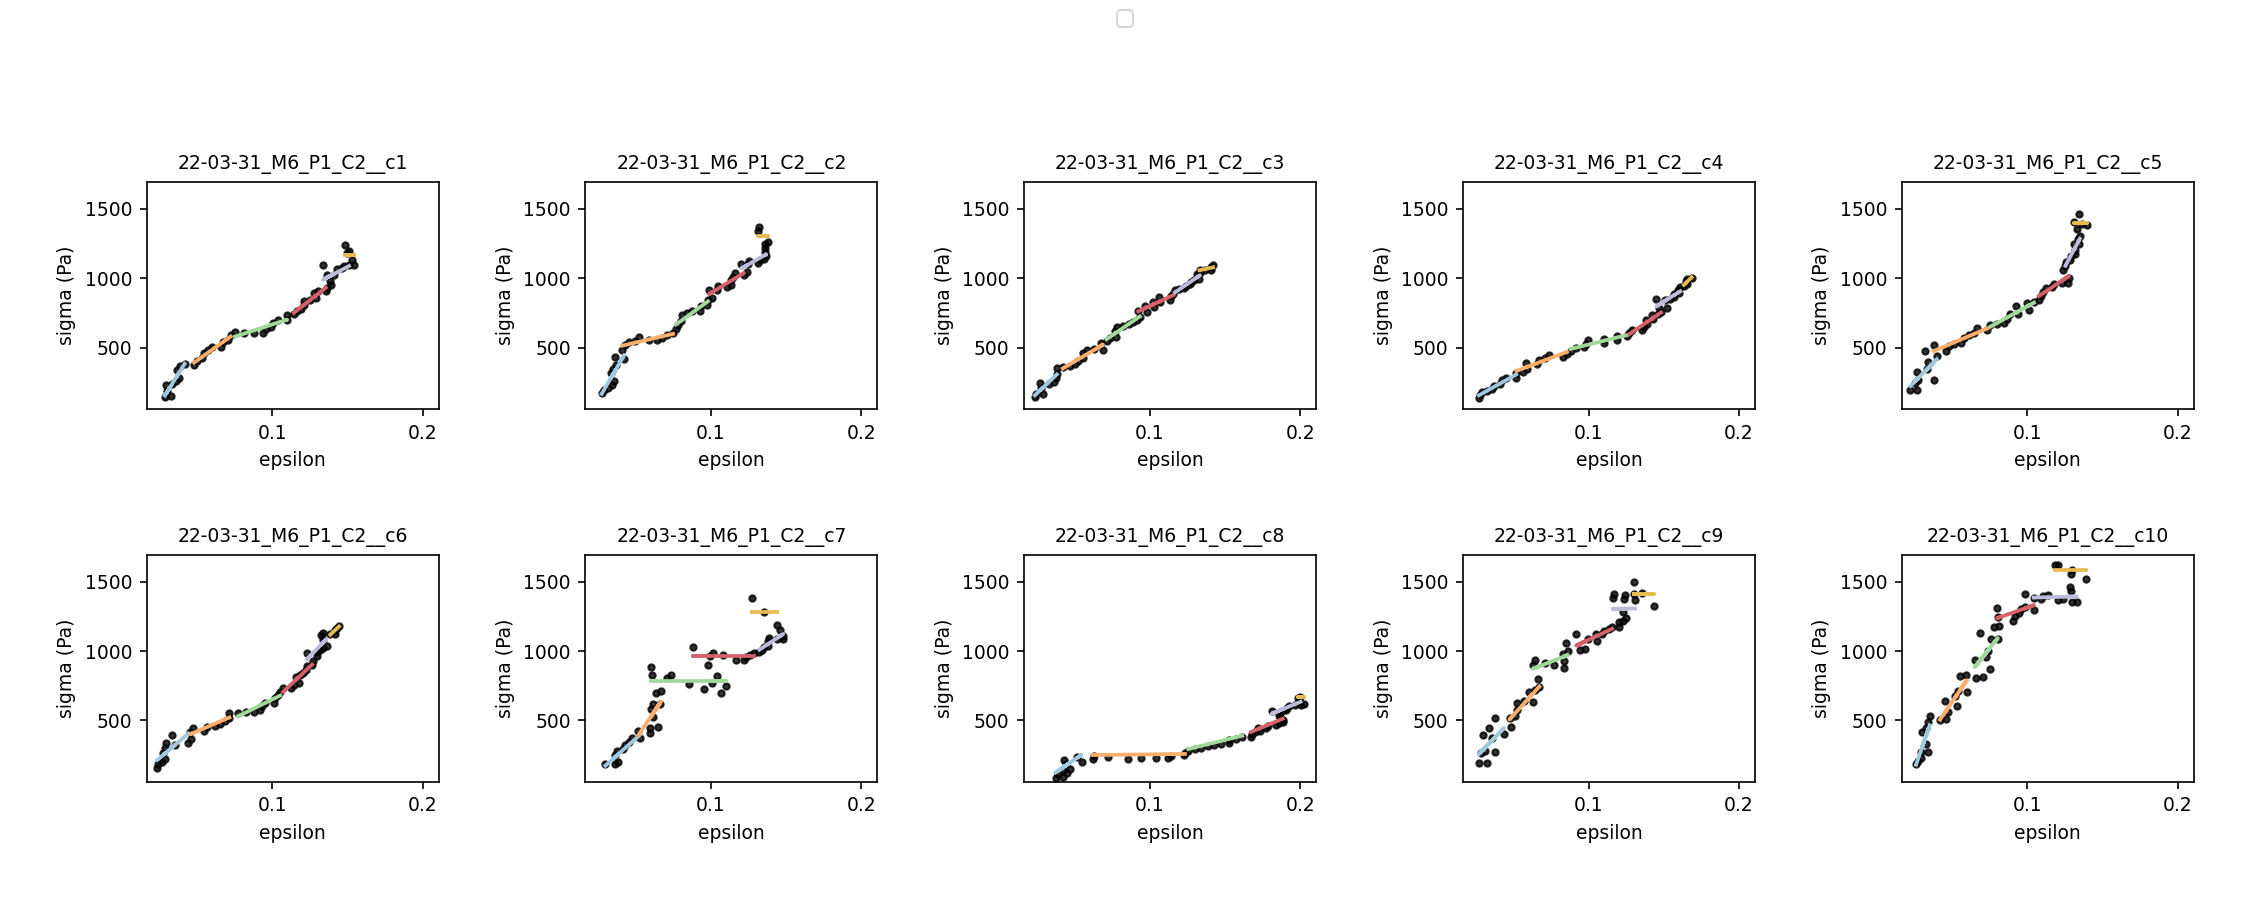 22-03-31_M6_P1_C2__c1
22-03-31_M6_P1_C2__c2
22-03-31_M6_P1_C2__c3
22-03-31_M6_P1_C2__c4
22-03-31_M6_P1_C2__c5
1500
1000
500
sigma (Pa)
0.1
0.2
epsilon
1500
1000
500
sigma (Pa)
0.1
0.2
epsilon
1500
1000
500
sigma (Pa)
0.1
0.2
epsilon
1500
1000
500
sigma (Pa)
0.1
0.2
epsilon
1500
1000
500
sigma (Pa)
0.1
0.2
epsilon
22-03-31_M6_P1_C2__c6
22-03-31_M6_P1_C2__c7
22-03-31_M6_P1_C2__c8
22-03-31_M6_P1_C2__c9
22-03-31_M6_P1_C2__c10
1500
1000
500
sigma (Pa)
0.1
0.2
epsilon
1500
1000
500
sigma (Pa)
0.1
0.2
epsilon
1500
1000
500
sigma (Pa)
0.1
0.2
epsilon
1500
1000
500
sigma (Pa)
0.1
0.2
epsilon
1500
1000
500
sigma (Pa)
0.1
0.2
epsilon